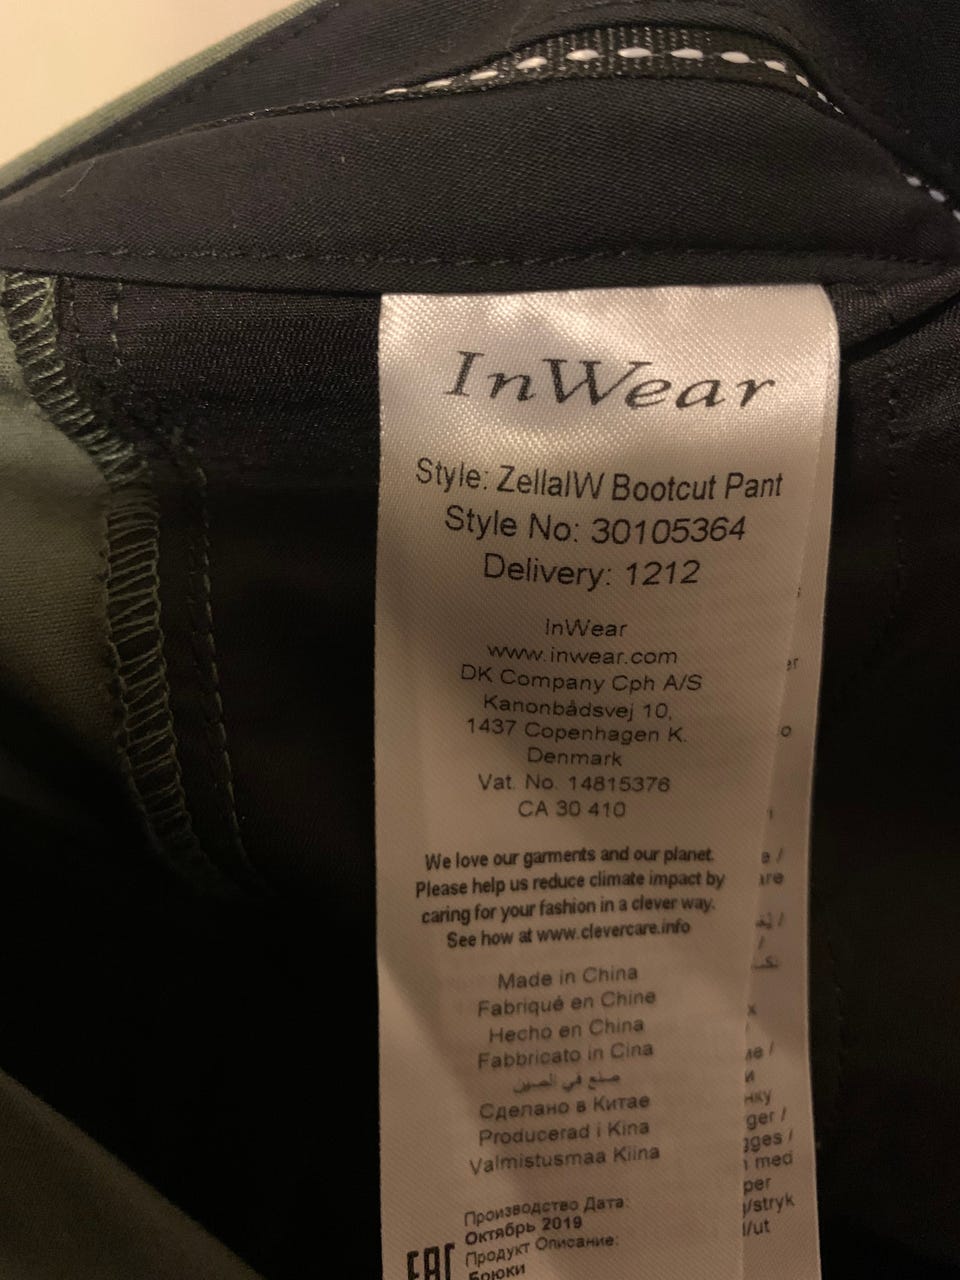 InWear
Style: ZellaIW Bootcut Pant
Style No: 30105364
Delivery: 1212
InWear
www.inwear.com
DK Company Cph A/S
Kanonbådsvej 10,
1437 Copenhagen K.
Denmark
Vat. No. 14815376
CA 30 410
We love our garments and our planet.
Please help us reduce climate impact by
caring for your fashion in a clever way.
See how at www.clevercare.info
Made in China
Fabriqué en Chine
Hecho en China
Fabbricato in Cina
صنع في الصين
Сделано в Китае
Producerad i Kina
Valmistusmaa Kiina
Производство Дата:
Октябрь 2019
EAC Продукт Описание:
Брюки
med